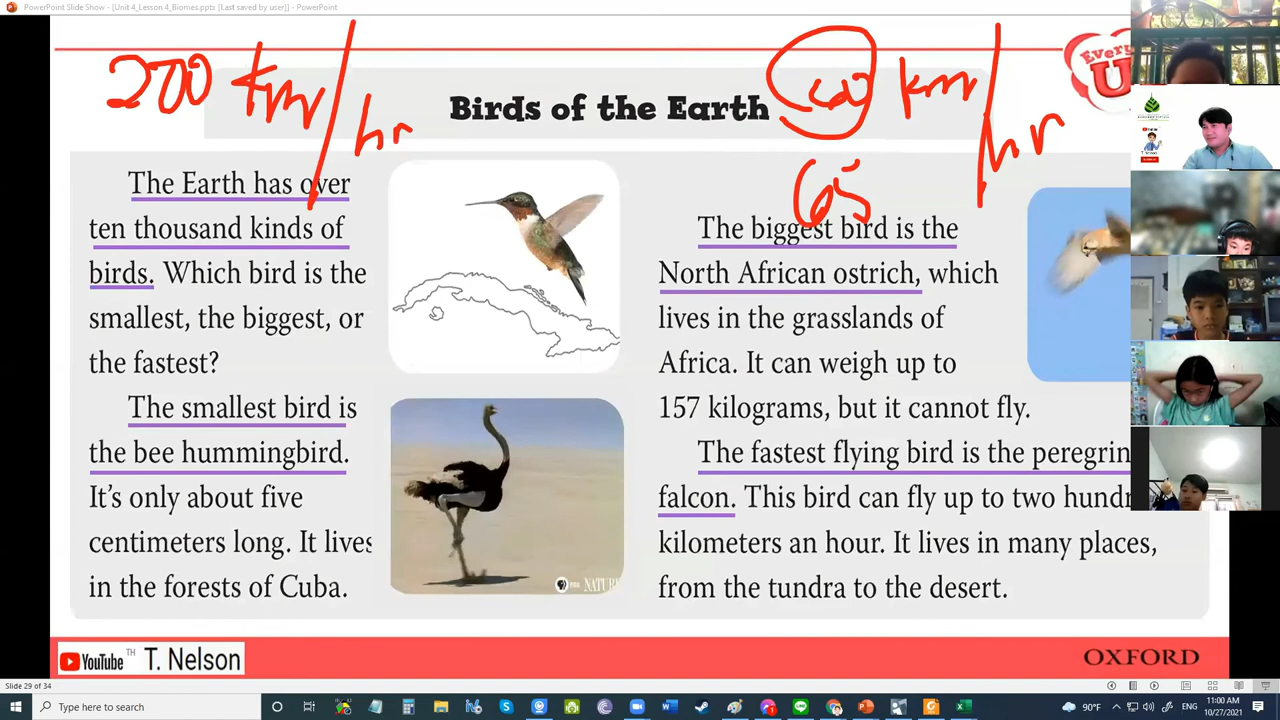 PowerPoint Slide Show - [Unit 4_Lesson 4_Biomes.ppts [Last saved by user]] - PowerPoint
200 km/hr
60 km/hr
65
Every
U
Birds of the Earth
The Earth has over
ten thousand kinds of
birds. Which bird is the
smallest, the biggest, or
the fastest?
The smallest bird is
the bee hummingbird.
It's only about five
centimeters long. It lives
in the forests of Cuba.
NATURE
The biggest bird is the
North African ostrich, which
lives in the grasslands of
Africa. It can weigh up to
157 kilograms, but it cannot fly.
The fastest flying bird is the peregrin
falcon. This bird can fly up to two hundr
kilometers an hour. It lives in many places,
from the tundra to the desert.
YouTube TH T. Nelson
OXFORD
Slide 29 of 34
Type here to search
90°F
ENG
11:00 AM
10/27/2021